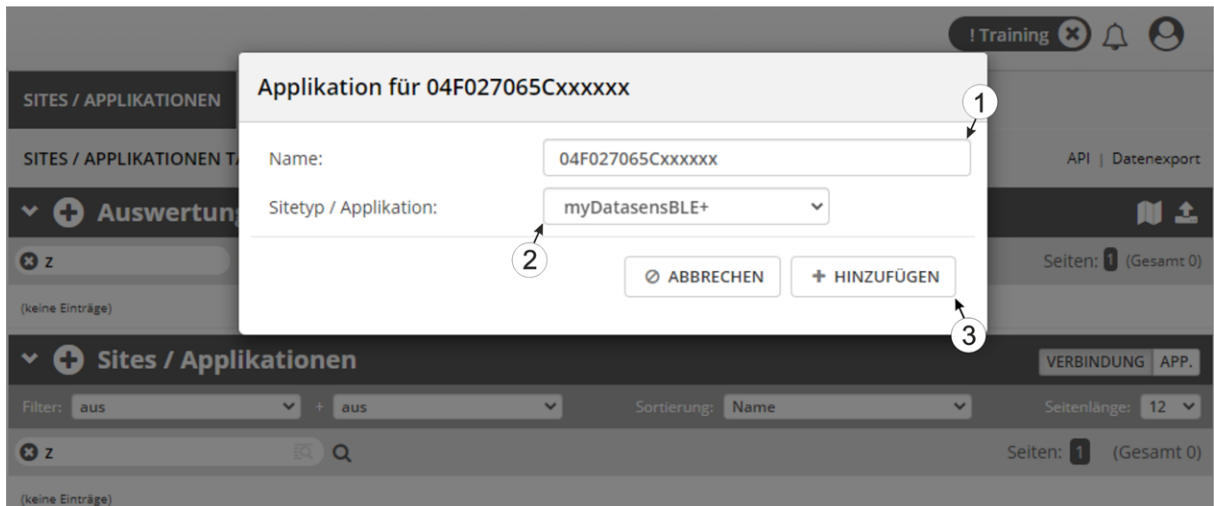 ! Training
Applikation für 04F027065Cxxxxxx
1
SITES / APPLIKATIONEN
SITES / APPLIKATIONEN
Name: 04F027065Cxxxxxx
API | Datenexport
Sitetyp / Applikation: myDatasensBLE+
Auswertung
2
z
ABBRECHEN
HINZUFÜGEN
Seiten: 1 (Gesamt 0)
(keine Einträge)
3
Sites / Applikationen
VERBINDUNG APP.
Filter: aus + aus Sortierung: Name Seitenlänge: 12
z
Seiten: 1 (Gesamt 0)
(keine Einträge)